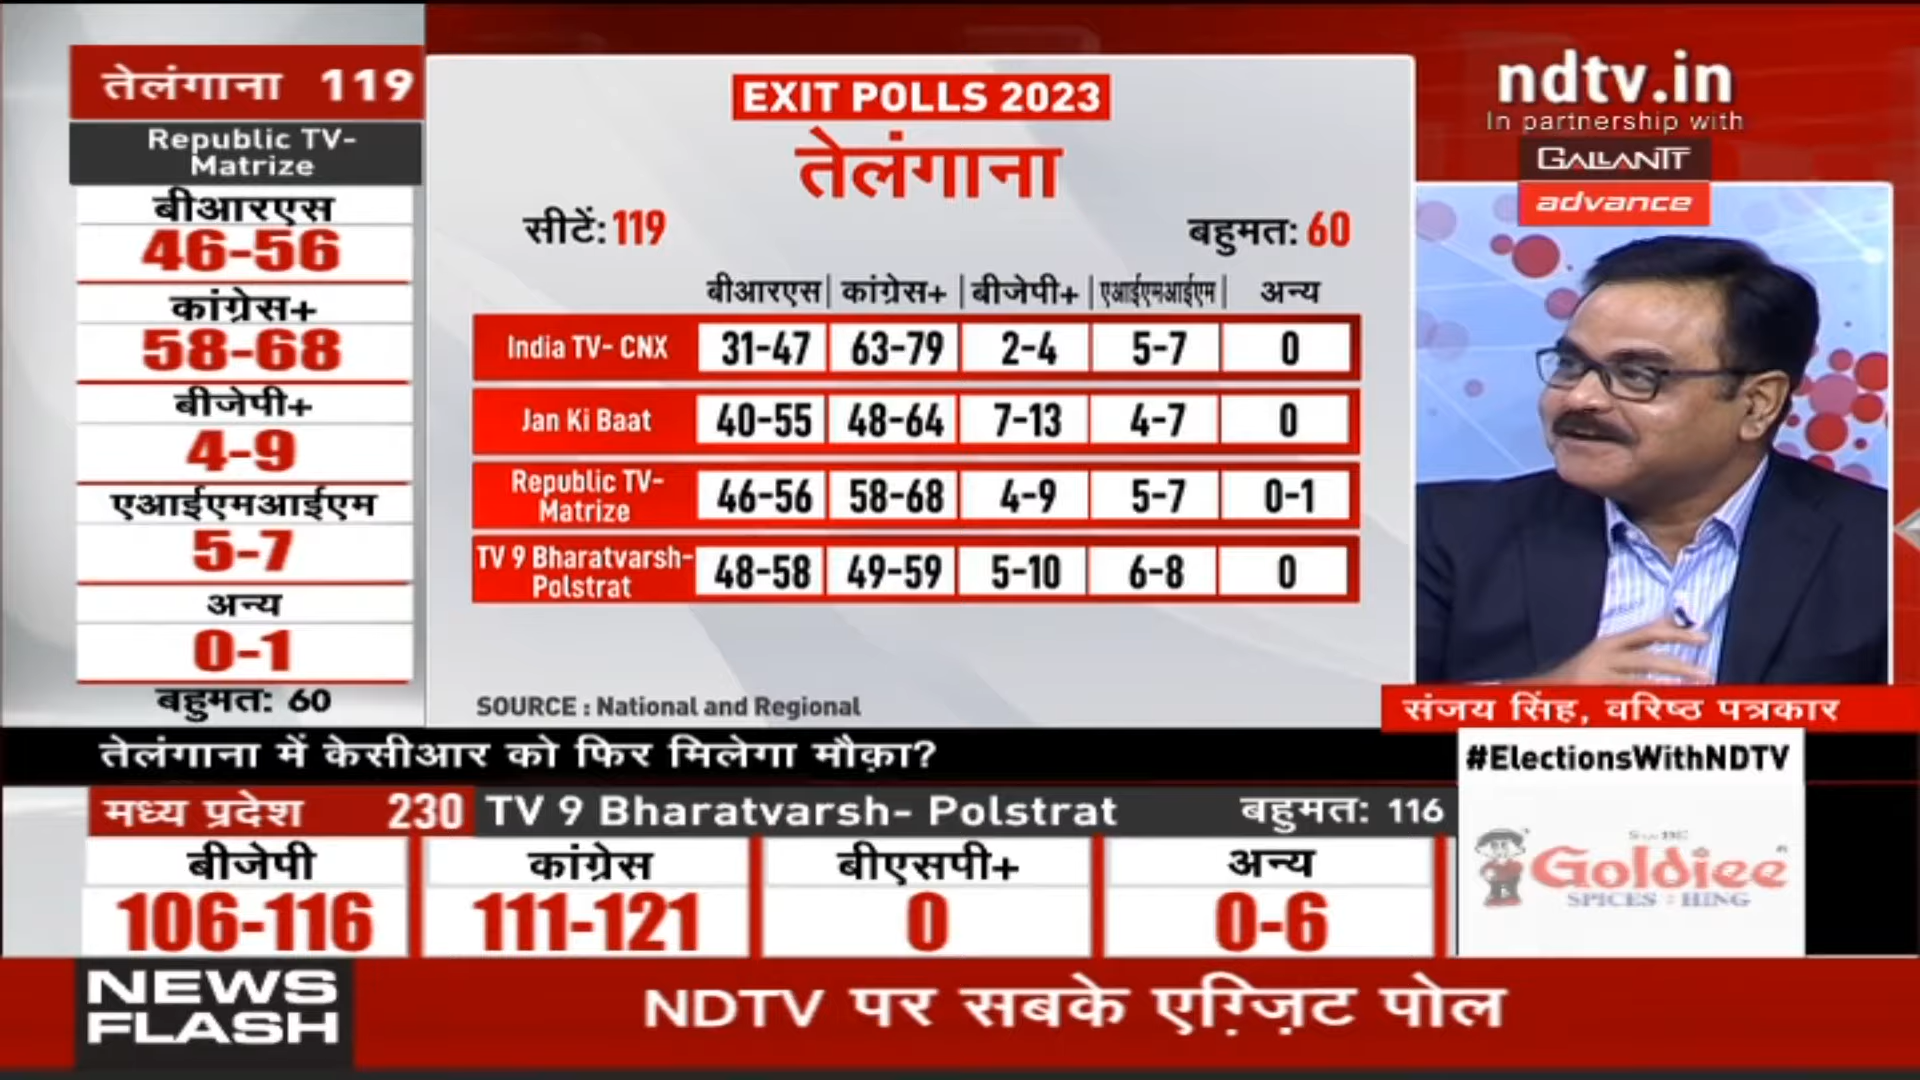 तेलंगाना 119
Republic TV-
Matrize
बीआरएस
46-56
कांग्रेस+
58-68
बीजेपी+
4-9
एआईएमआईएम
5-7
अन्य
0-1
बहुमत: 60
EXIT POLLS 2023
तेलंगाना
सीटें: 119 बहुमत: 60
बीआरएस कांग्रेस+ बीजेपी+ एआईएमआईएम अन्य
India TV- CNX 31-47 63-79 2-4 5-7 0
Jan Ki Baat 40-55 48-64 7-13 4-7 0
Republic TV-
Matrize 46-56 58-68 4-9 5-7 0-1
TV 9 Bharatvarsh-
Polstrat 48-58 49-59 5-10 6-8 0
SOURCE : National and Regional
ndtv.in
In partnership with
GALLANTT
advance
संजय सिंह, वरिष्ठ पत्रकार
तेलंगाना में केसीआर को फिर मिलेगा मौक़ा?
#ElectionsWithNDTV
मध्य प्रदेश 230 TV 9 Bharatvarsh- Polstrat बहुमत: 116
बीजेपी कांग्रेस बीएसपी+ अन्य
106-116 111-121 0 0-6
Goldiee
SPICES : HING
NEWS
FLASH
NDTV पर सबके एग्ज़िट पोल